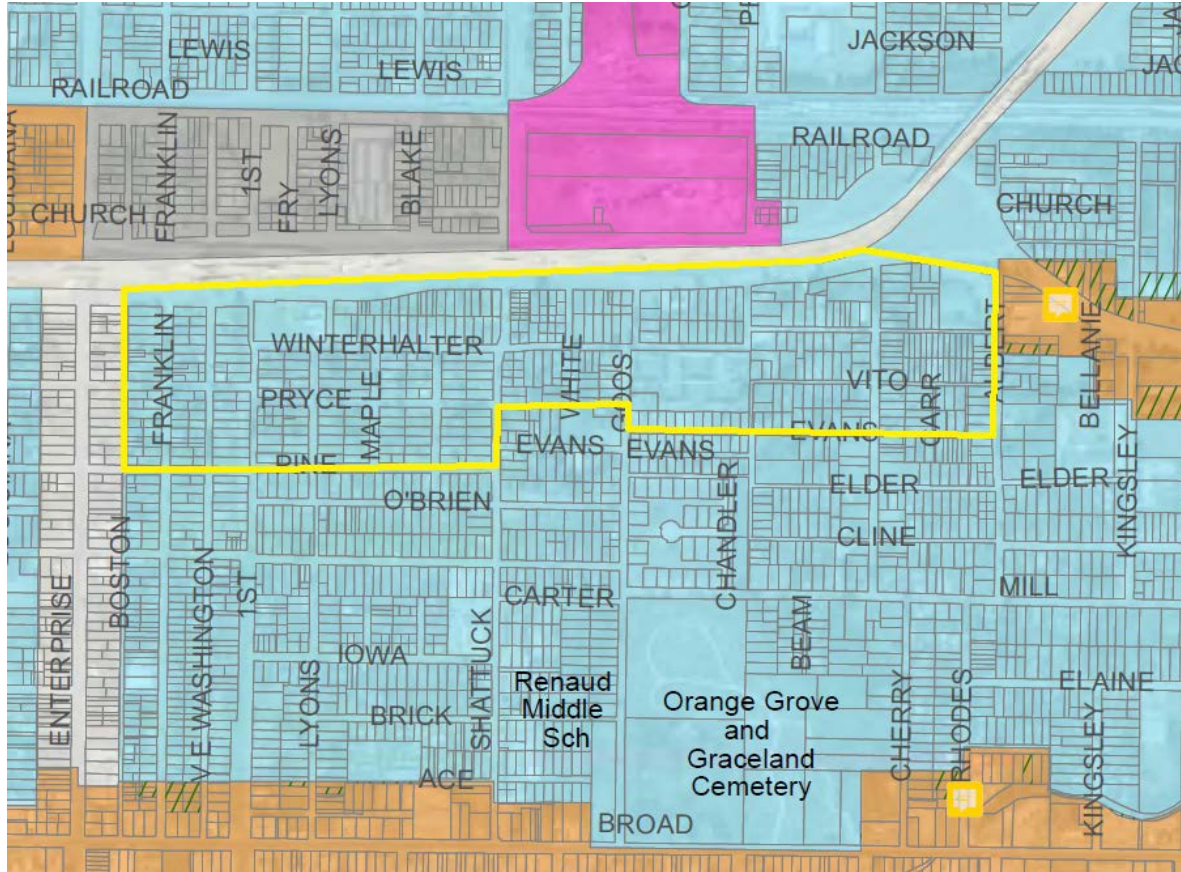 LEWIS
JACKSON
LEWIS
RAILROAD
RAILROAD
FRANKLIN
1ST
FRY
LYONS
BLAKE
CHURCH
CHURCH
FRANKLIN
WINTERHALTER
PRYCE
MAPLE
WHITE
GOOS
VITO
CARR
ALBERT
BELLANIE
PINE
EVANS
EVANS
EVANS
O'BRIEN
ELDER
ELDER
KINGSLEY
CHANDLER
CLINE
BOSTON
ENTERPRISE
V E WASHINGTON
1ST
CARTER
MILL
BEAM
IOWA
LYONS
SHATTUCK
Renaud
Middle
Sch
Orange Grove
and
Graceland
Cemetery
CHERRY
RHODES
ELAINE
KINGSLEY
BRICK
ACE
BROAD